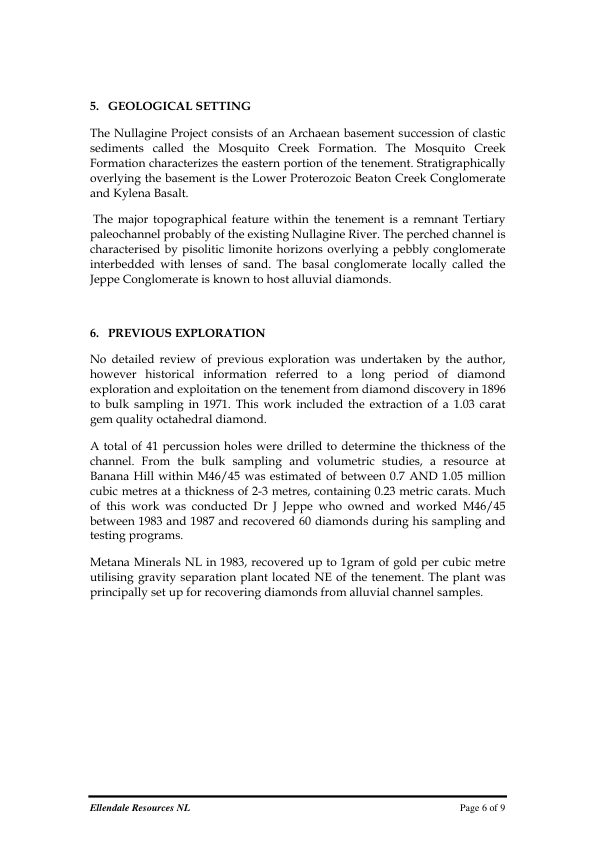 5. GEOLOGICAL SETTING
The Nullagine Project consists of an Archaean basement succession of clastic
sediments called the Mosquito Creek Formation. The Mosquito Creek
Formation characterizes the eastern portion of the tenement. Stratigraphically
overlying the basement is the Lower Proterozoic Beaton Creek Conglomerate
and Kylena Basalt.
The major topographical feature within the tenement is a remnant Tertiary
paleochannel probably of the existing Nullagine River. The perched channel is
characterised by pisolitic limonite horizons overlying a pebbly conglomerate
interbedded with lenses of sand. The basal conglomerate locally called the
Jeppe Conglomerate is known to host alluvial diamonds.
6. PREVIOUS EXPLORATION
No detailed review of previous exploration was undertaken by the author,
however historical information referred to a long period of diamond
exploration and exploitation on the tenement from diamond discovery in 1896
to bulk sampling in 1971. This work included the extraction of a 1.03 carat
gem quality octahedral diamond.
A total of 41 percussion holes were drilled to determine the thickness of the
channel. From the bulk sampling and volumetric studies, a resource at
Banana Hill within M46/45 was estimated of between 0.7 AND 1.05 million
cubic metres at a thickness of 2-3 metres, containing 0.23 metric carats. Much
of this work was conducted Dr J Jeppe who owned and worked M46/45
between 1983 and 1987 and recovered 60 diamonds during his sampling and
testing programs.
Metana Minerals NL in 1983, recovered up to 1gram of gold per cubic metre
utilising gravity separation plant located NE of the tenement. The plant was
principally set up for recovering diamonds from alluvial channel samples.
Ellendale Resources NL
Page 6 of 9